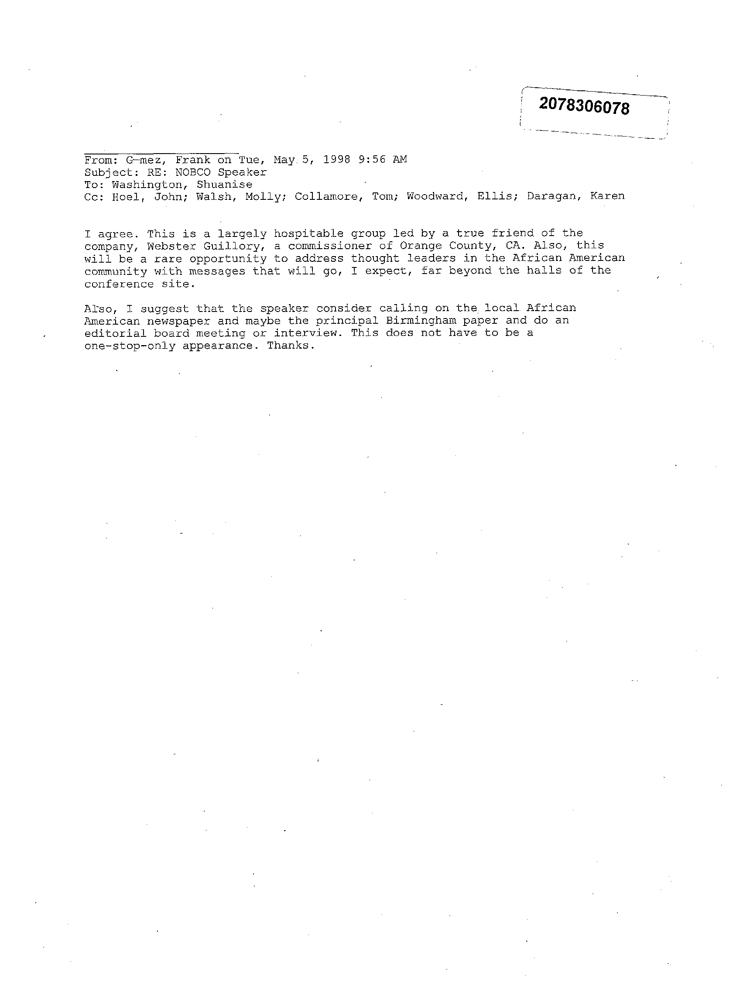 2078306078
From: G-mez, Frank on Tue, May 5, 1998 9:56 AM
Subject: RE: NOBCO Speaker
To: Washington, Shuanise
Cc: Hoel, John; Walsh, Molly; Collamore, Tom; Woodward, Ellis; Daragan, Karen
I agree. This is a largely hospitable group led by a true friend of the
company, Webster Guillory, a commissioner of Orange County, CA. Also, this
will be a rare opportunity to address thought leaders in the African American
community with messages that will go, I expect, far beyond the halls of the
conference site.
Also, I suggest that the speaker consider calling on the local African
American newspaper and maybe the principal Birmingham paper and do an
editorial board meeting or interview. This does not have to be a
one-stop-only appearance. Thanks.